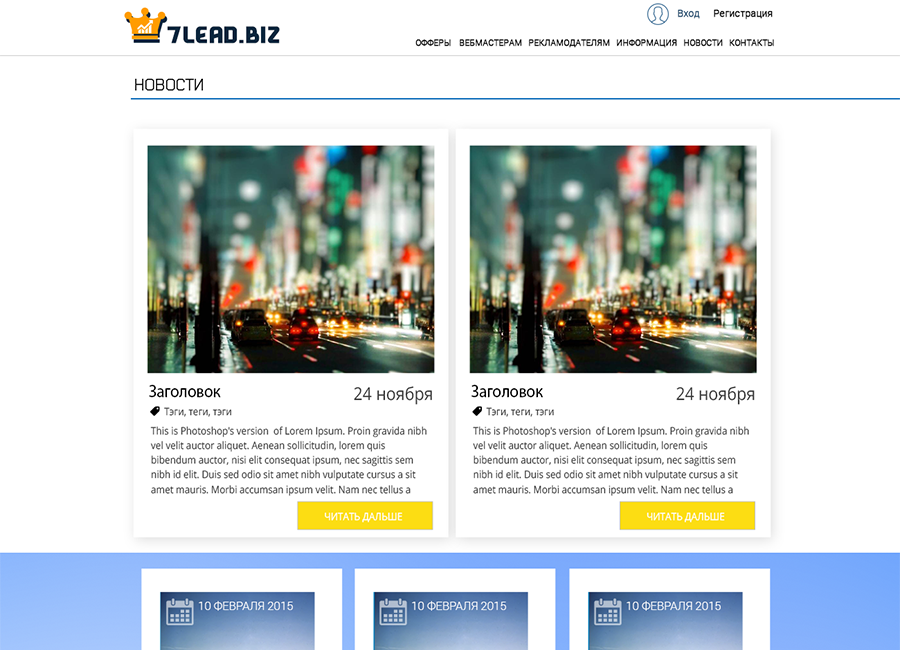 Вход Регистрация
7LEAD.BIZ
ОФФЕРЫ ВЕБМАСТЕРАМ РЕКЛАМОДАТЕЛЯМ ИНФОРМАЦИЯ НОВОСТИ КОНТАКТЫ
НОВОСТИ
Заголовок 24 ноября
Тэги, теги, тэги
This is Photoshop's version of Lorem Ipsum. Proin gravida nibh
vel velit auctor aliquet. Aenean sollicitudin, lorem quis
bibendum auctor, nisi elit consequat ipsum, nec sagittis sem
nibh id elit. Duis sed odio sit amet nibh vulputate cursus a sit
amet mauris. Morbi accumsan ipsum velit. Nam nec tellus a
ЧИТАТЬ ДАЛЬШЕ
Заголовок 24 ноября
Тэги, теги, тэги
This is Photoshop's version of Lorem Ipsum. Proin gravida nibh
vel velit auctor aliquet. Aenean sollicitudin, lorem quis
bibendum auctor, nisi elit consequat ipsum, nec sagittis sem
nibh id elit. Duis sed odio sit amet nibh vulputate cursus a sit
amet mauris. Morbi accumsan ipsum velit. Nam nec tellus a
ЧИТАТЬ ДАЛЬШЕ
10 ФЕВРАЛЯ 2015
10 ФЕВРАЛЯ 2015
10 ФЕВРАЛЯ 2015